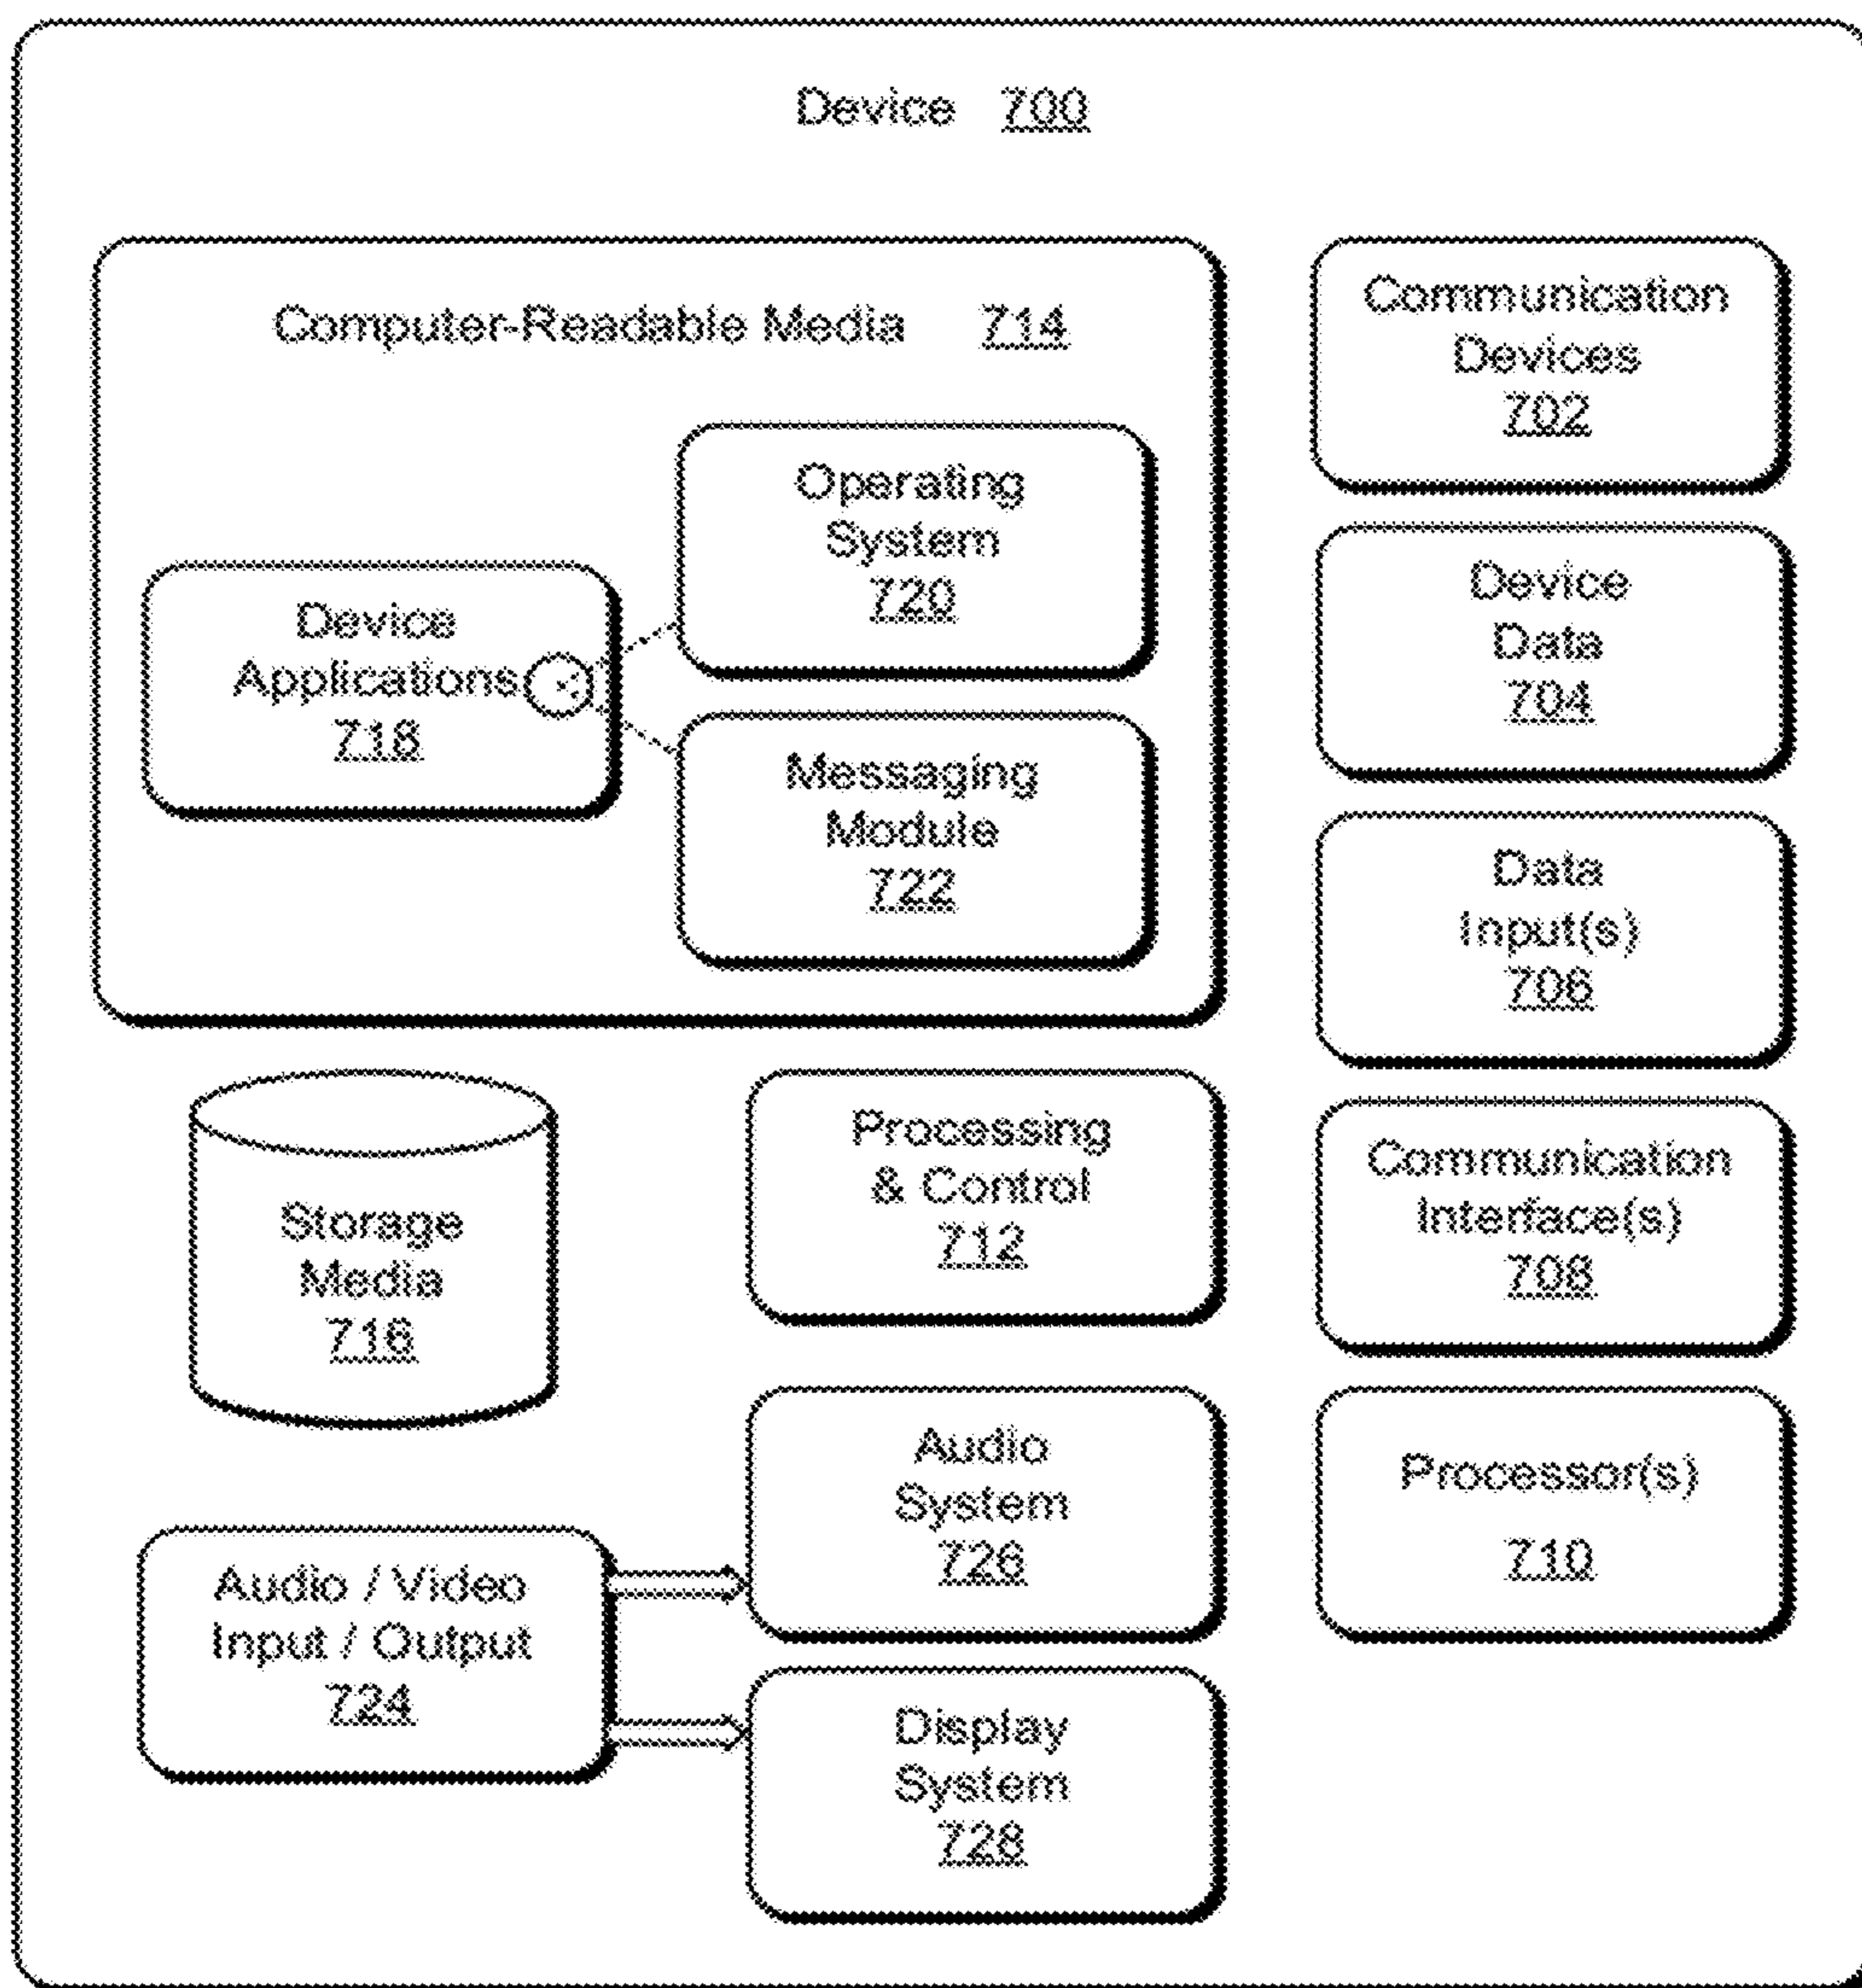 Device 700
Computer-Readable Media 714
Operating
System
720
Device
Applications
718
Messaging
Module
722
Communication
Devices
702
Device
Data
704
Data
Input(s)
706
Communication
Interface(s)
708
Processor(s)
710
Storage
Media
716
Processing
& Control
712
Audio / Video
Input / Output
724
Audio
System
726
Display
System
728